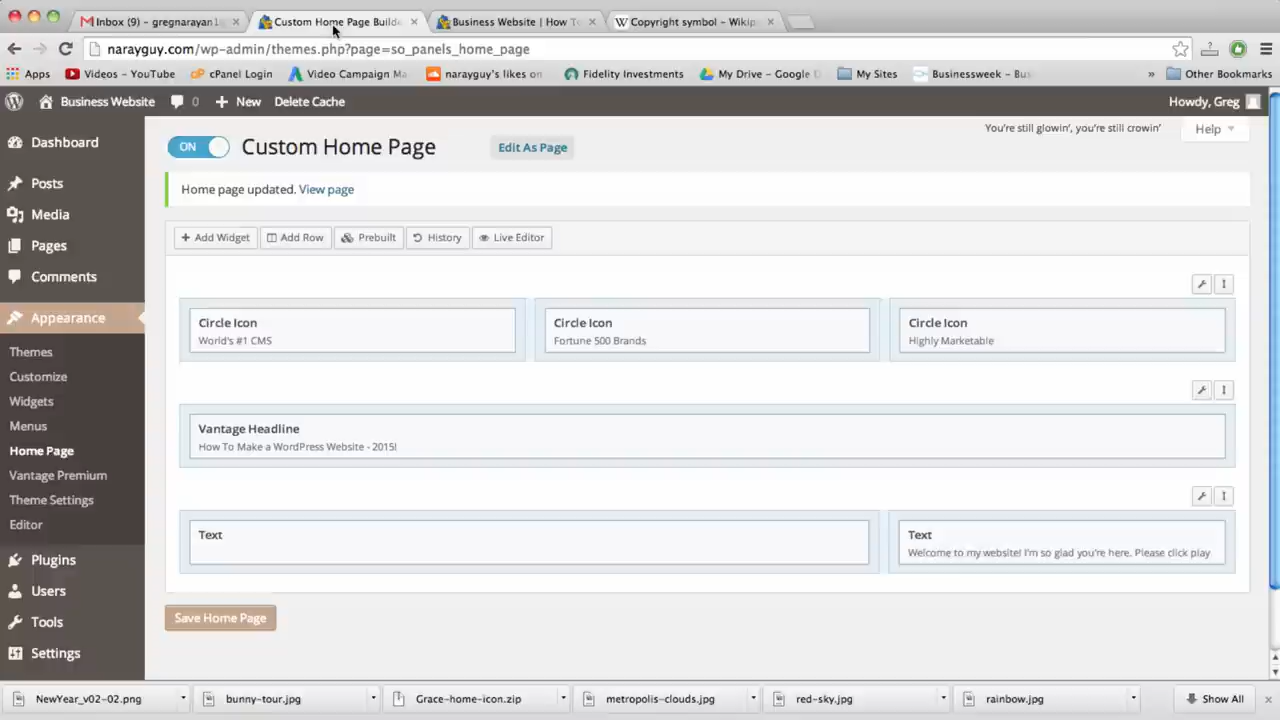 Inbox (9) – gregnarayan1
Custom Home Page Builde
Business Website | How T
Copyright symbol – Wikip
narayguy.com/wp-admin/themes.php?page=so_panels_home_page
Apps
Videos - YouTube
cPanel Login
Video Campaign Ma
narayguy's likes on
Fidelity Investments
My Drive - Google D
My Sites
Businessweek - Bus
»
Other Bookmarks
Business Website
0
New
Delete Cache
Howdy, Greg
Dashboard
Posts
Media
Pages
Comments
Appearance
Themes
Customize
Widgets
Menus
Home Page
Vantage Premium
Theme Settings
Editor
Plugins
Users
Tools
Settings
You're still glowin', you're still crowin'
Help
ON
Custom Home Page
Edit As Page
Home page updated. View page
Add Widget
Add Row
Prebuilt
History
Live Editor
Circle Icon
World's #1 CMS
Circle Icon
Fortune 500 Brands
Circle Icon
Highly Marketable
Vantage Headline
How To Make a WordPress Website - 2015!
Text
Text
Welcome to my website! I'm so glad you're here. Please click play
Save Home Page
NewYear_v02-02.png
bunny-tour.jpg
Grace-home-icon.zip
metropolis-clouds.jpg
red-sky.jpg
rainbow.jpg
Show All